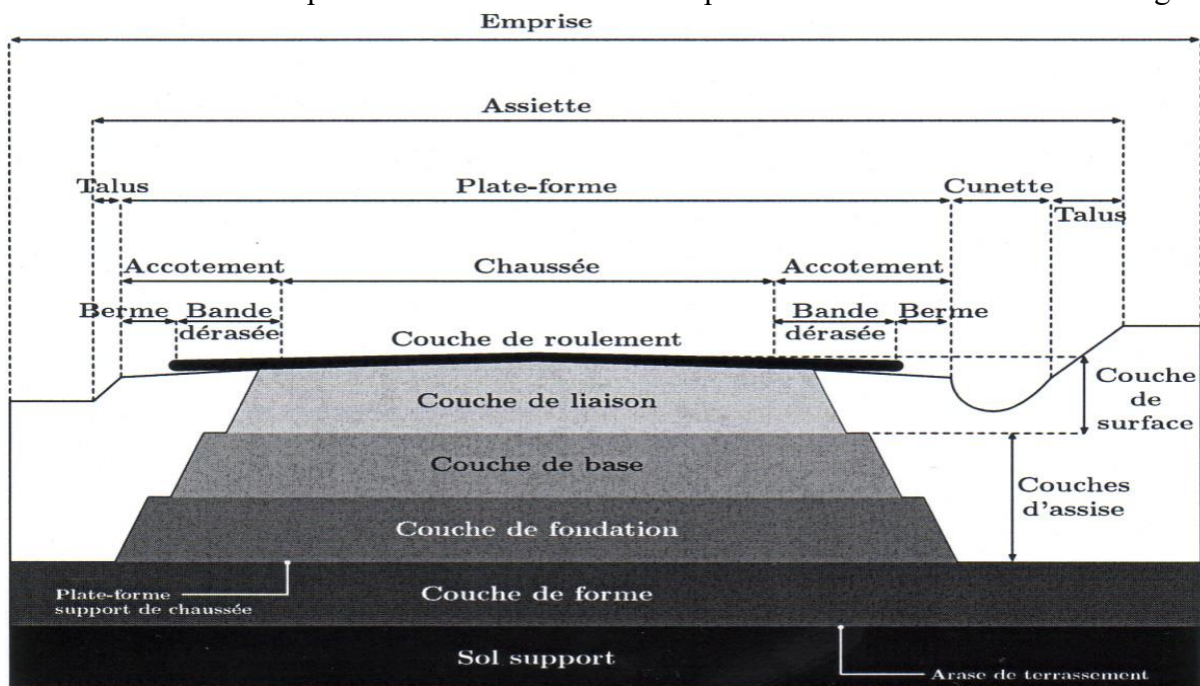 Emprise
Assiette
Talus
Plate-forme
Cunette
Talus
Accotement
Chaussée
Accotement
Berme
Bande
dérasée
Bande
dérasée
Berme
Couche de roulement
Couche
de
surface
Couche de liaison
Couche de base
Couches
d'assise
Couche de fondation
Plate-forme
support de chaussée
Couche de forme
Sol support
Arase de terrassement